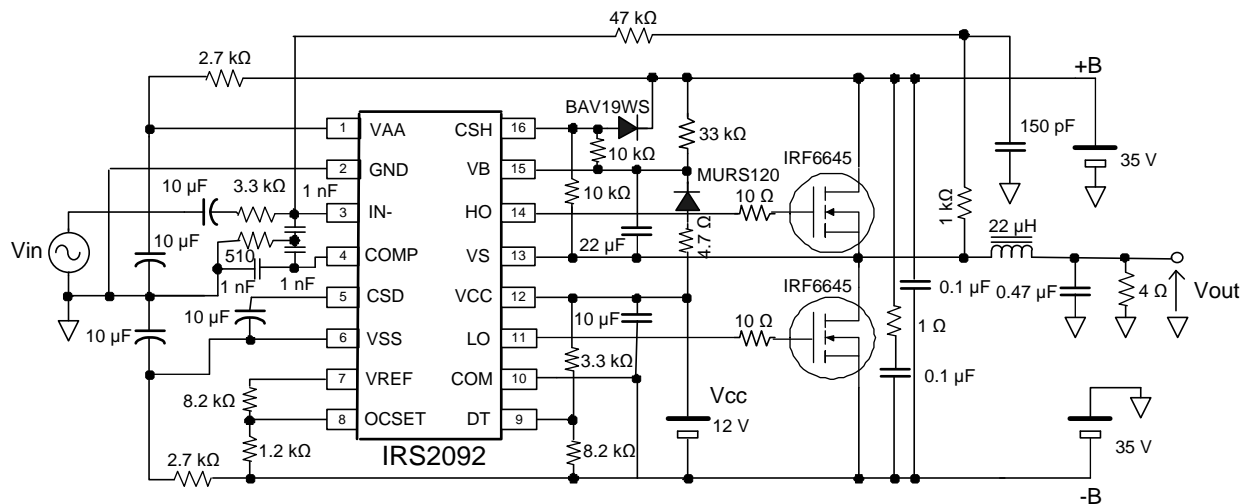 47 kΩ
2.7 kΩ
+B
BAV19WS
1 VAA CSH 16
33 kΩ
150 pF
IRF6645
10 kΩ
35 V
2 GND VB 15
MURS120
10 µF 3.3 kΩ 1 nF
10 kΩ
10 Ω
1 kΩ
3 IN- HO 14
22 µH
Vin
10 µF
510
22 µF
4.7 Ω
4 COMP VS 13
1 nF 1 nF
IRF6645
0.1 µF
0.47 µF
4 Ω
Vout
5 CSD VCC 12
10 µF
10 µF
10 µF
10 Ω
1 Ω
6 VSS LO 11
3.3 kΩ
7 VREF COM 10
0.1 µF
8.2 kΩ
Vcc
8 OCSET DT 9
12 V
35 V
1.2 kΩ
8.2 kΩ
IRS2092
2.7 kΩ
-B